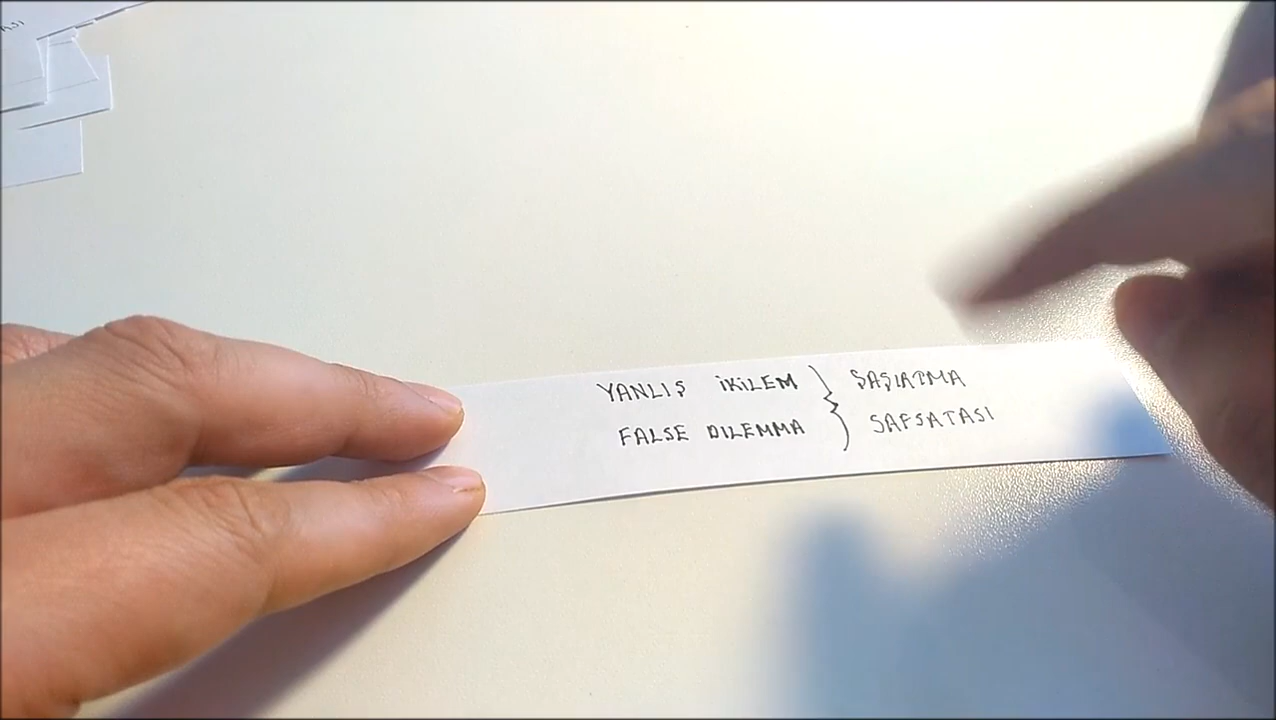 YANLIŞ İKİLEM } ŞAŞIRTMA
FALSE DILEMMA } SAFSATASI